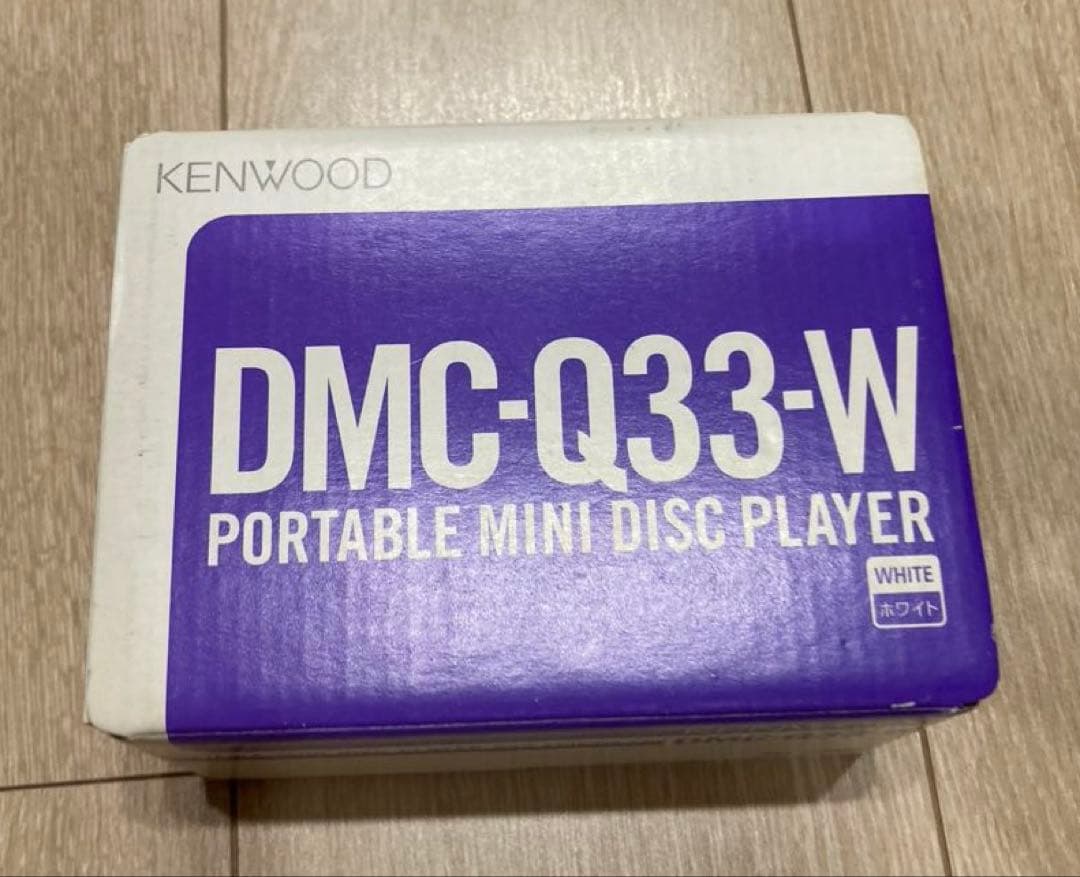 KENWOOD
DMC-Q33-W
PORTABLE MINI DISC PLAYER
WHITE
ホワイト